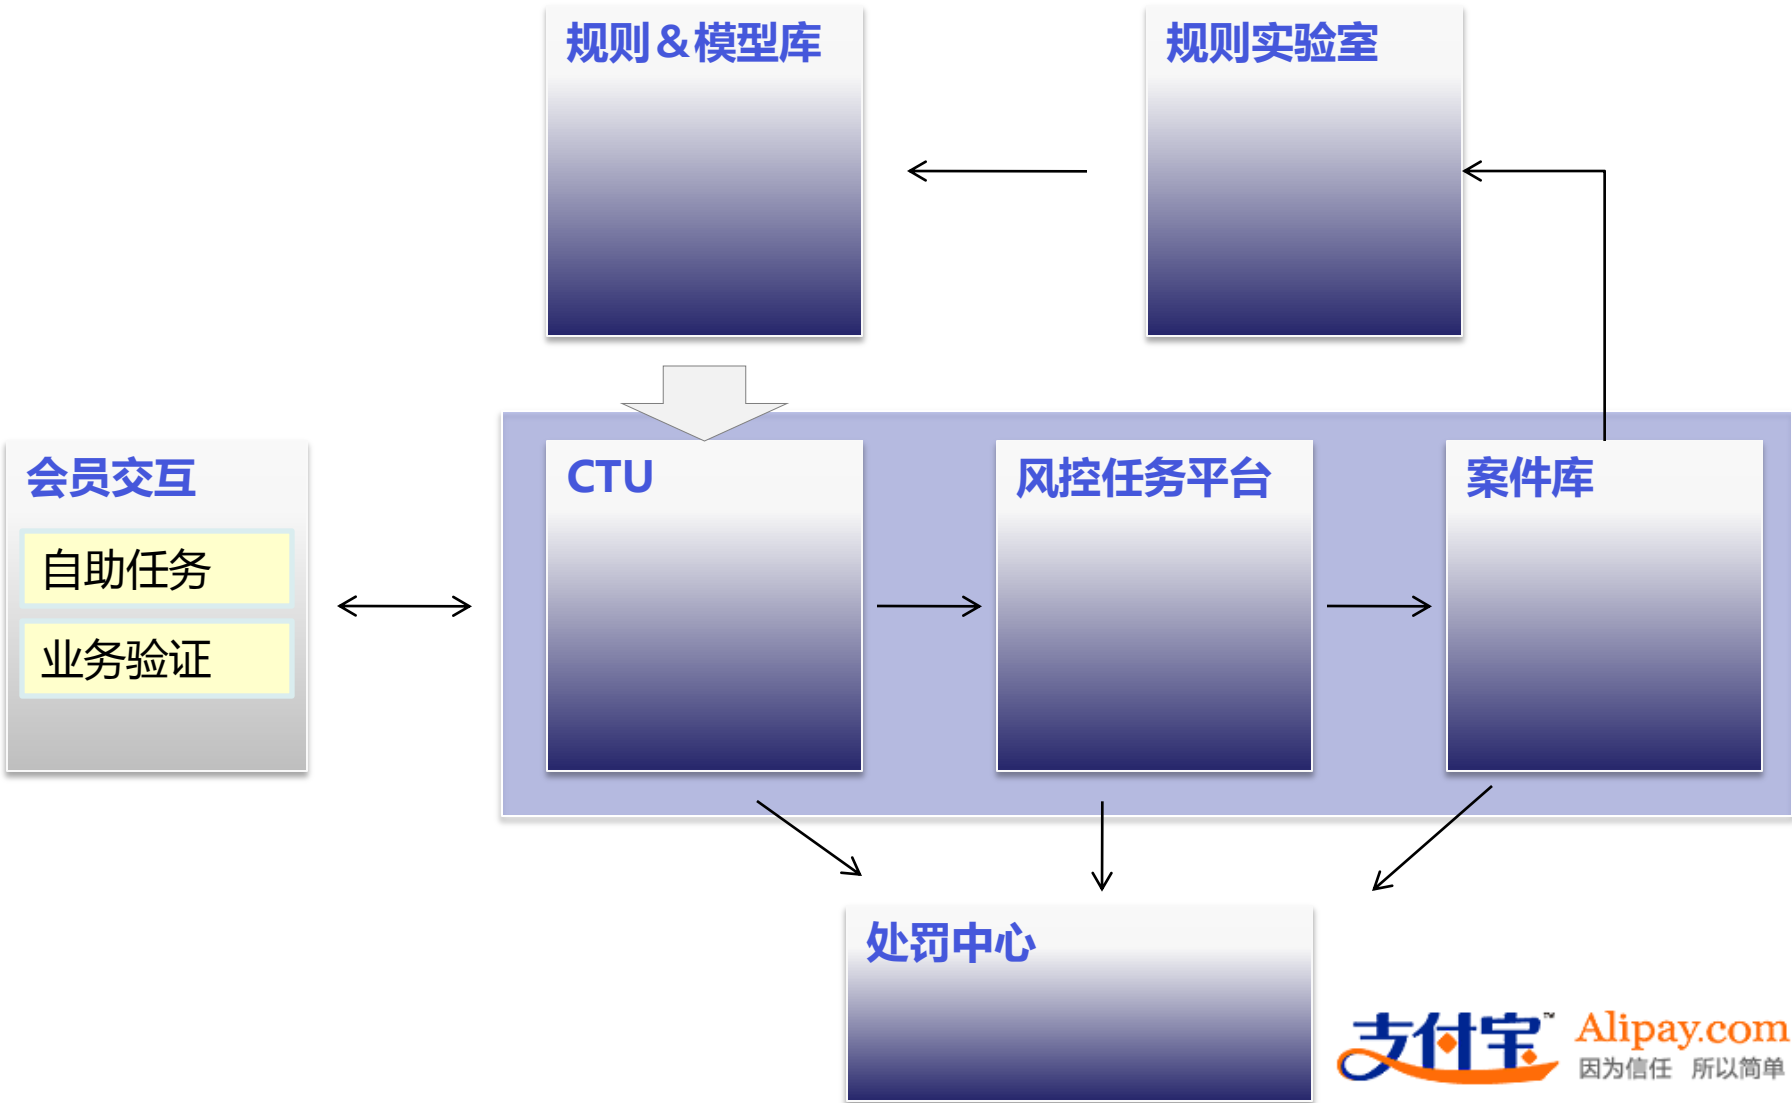 规则＆模型库
规则实验室
会员交互
自助任务
业务验证
CTU
风控任务平台
案件库
处罚中心
支付宝™
Alipay.com
因为信任 所以简单